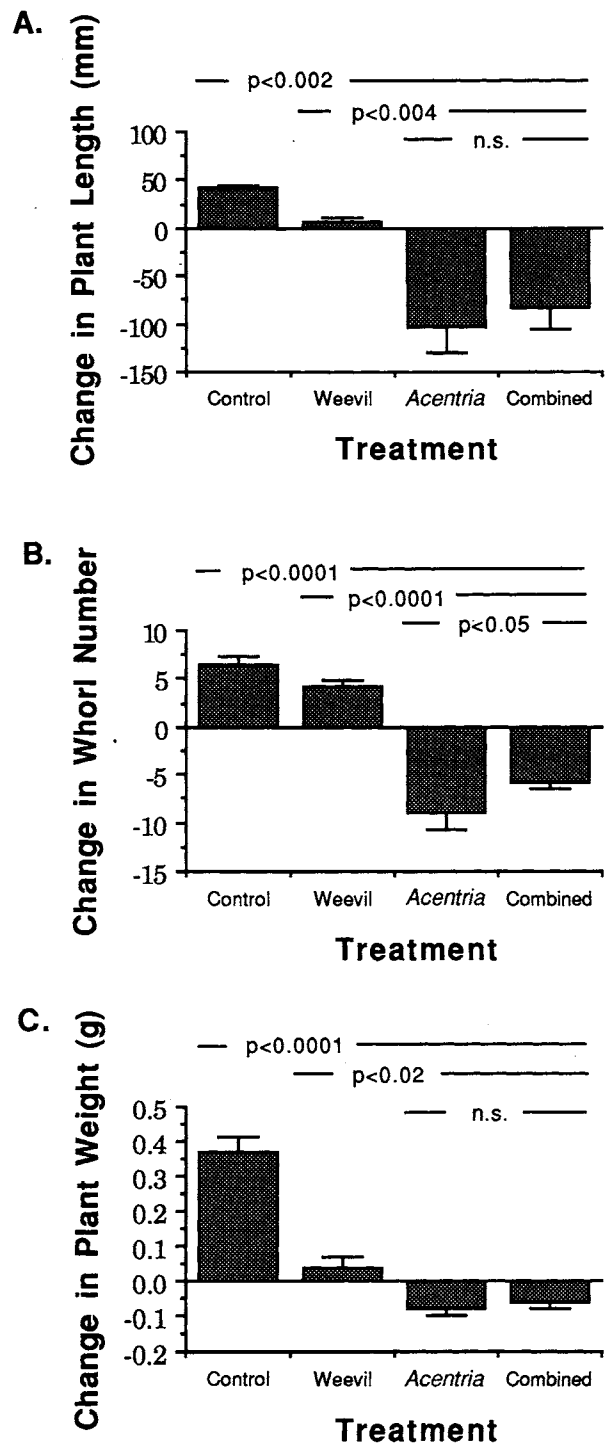 A.
Change in Plant Length (mm)
p<0.002
p<0.004
n.s.
100
50
0
-50
-100
-150
Control Weevil Acentria Combined
Treatment
B.
Change in Whorl Number
p<0.0001
p<0.0001
p<0.05
10
5
0
-5
-10
-15
Control Weevil Acentria Combined
Treatment
C.
Change in Plant Weight (g)
p<0.0001
p<0.02
n.s.
0.5
0.4
0.3
0.2
0.1
0.0
-0.1
-0.2
Control Weevil Acentria Combined
Treatment